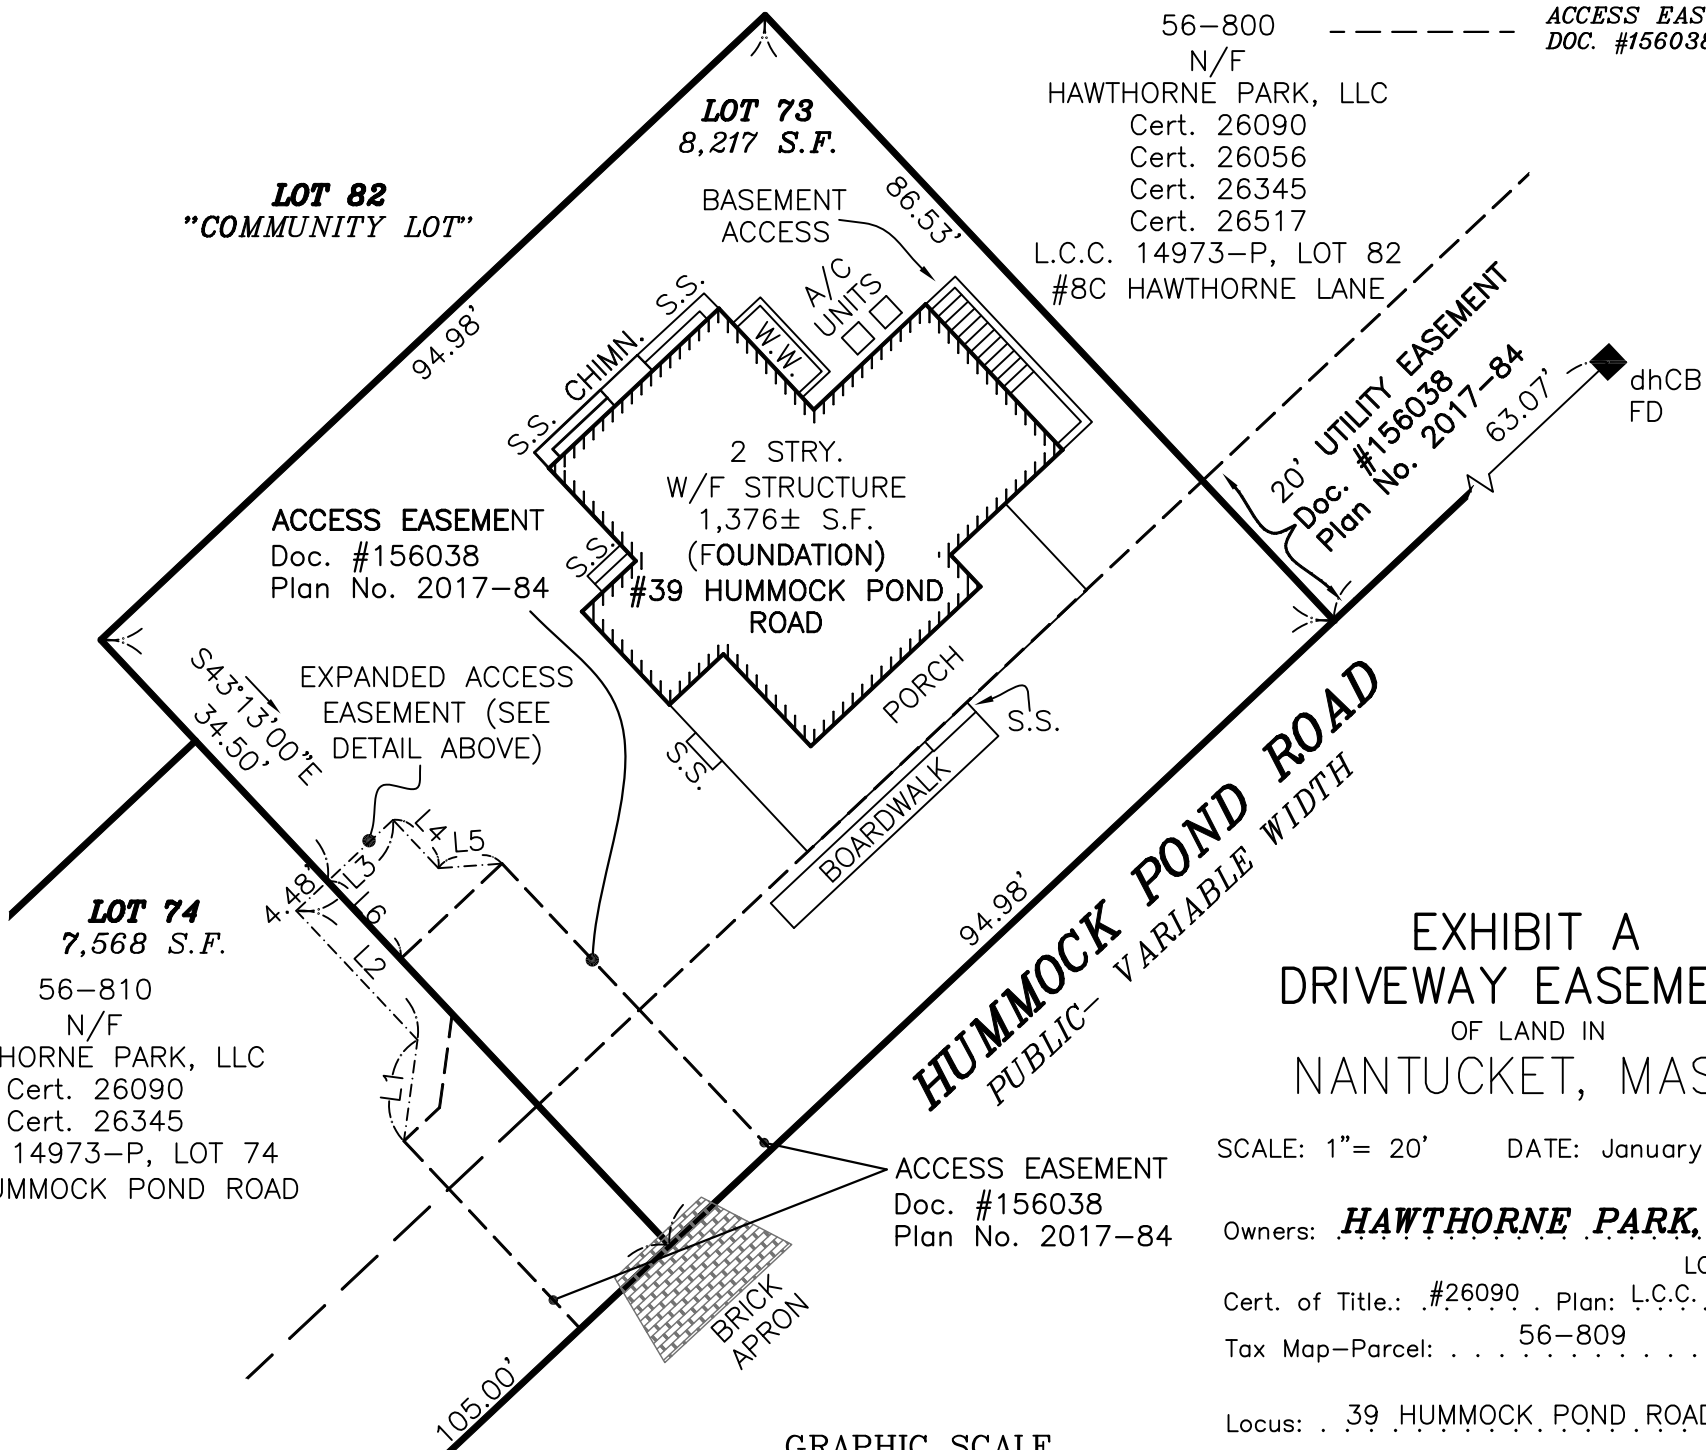 56-800
N/F
HAWTHORNE PARK, LLC
Cert. 26090
Cert. 26056
Cert. 26345
Cert. 26517
L.C.C. 14973-P, LOT 82
#8C HAWTHORNE LANE
ACCESS EAS
DOC. #156038
LOT 73
8,217 S.F.
LOT 82
"COMMUNITY LOT"
BASEMENT
ACCESS
86.53'
94.98'
S.S.
CHIMN.
S.S.
W.W.
A/C
UNITS
20' UTILITY EASEMENT
Doc. #156038
Plan No. 2017-84
63.07'
dhCB
FD
2 STRY.
W/F STRUCTURE
1,376± S.F.
(FOUNDATION)
#39 HUMMOCK POND
ROAD
ACCESS EASEMENT
Doc. #156038
Plan No. 2017-84
S.S.
S43°13'00"E
34.50'
EXPANDED ACCESS
EASEMENT (SEE
DETAIL ABOVE)
S.S.
PORCH
S.S.
BOARDWALK
HUMMOCK POND ROAD
PUBLIC- VARIABLE WIDTH
94.98'
L4
L5
L3
4.48'
L6
L2
L1
LOT 74
7,568 S.F.
56-810
N/F
HORNE PARK, LLC
Cert. 26090
Cert. 26345
14973-P, LOT 74
UMMOCK POND ROAD
ACCESS EASEMENT
Doc. #156038
Plan No. 2017-84
BRICK
APRON
105.00'
EXHIBIT A
DRIVEWAY EASEME
OF LAND IN
NANTUCKET, MAS
SCALE: 1"= 20' DATE: January
Owners: HAWTHORNE PARK,
LO
Cert. of Title.: #26090 Plan: L.C.C.
Tax Map-Parcel: 56-809
Locus: 39 HUMMOCK POND ROAD
GRAPHIC SCALE